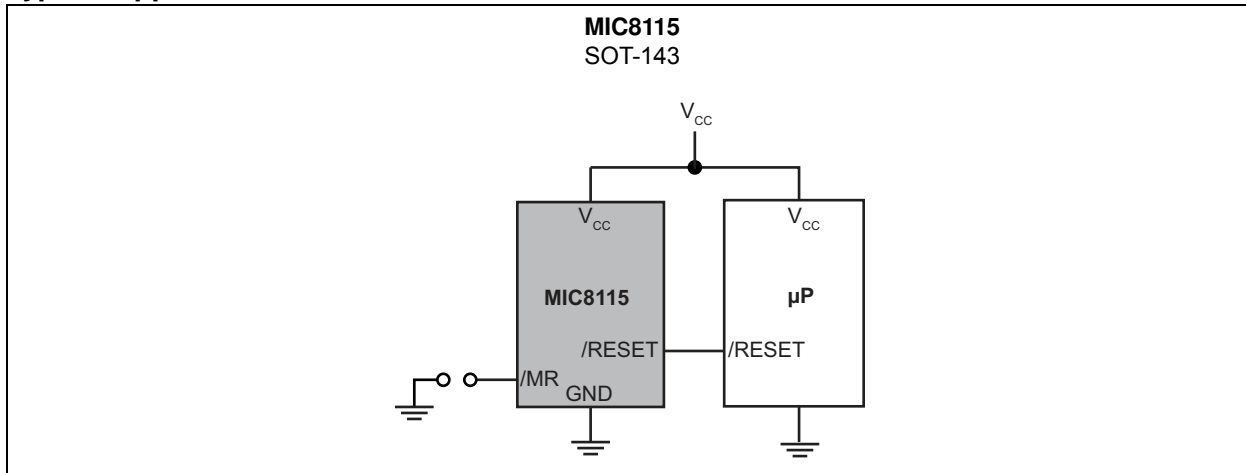 MIC8115
SOT-143
VCC
VCC
VCC
MIC8115
µP
/RESET
/RESET
/MR
GND